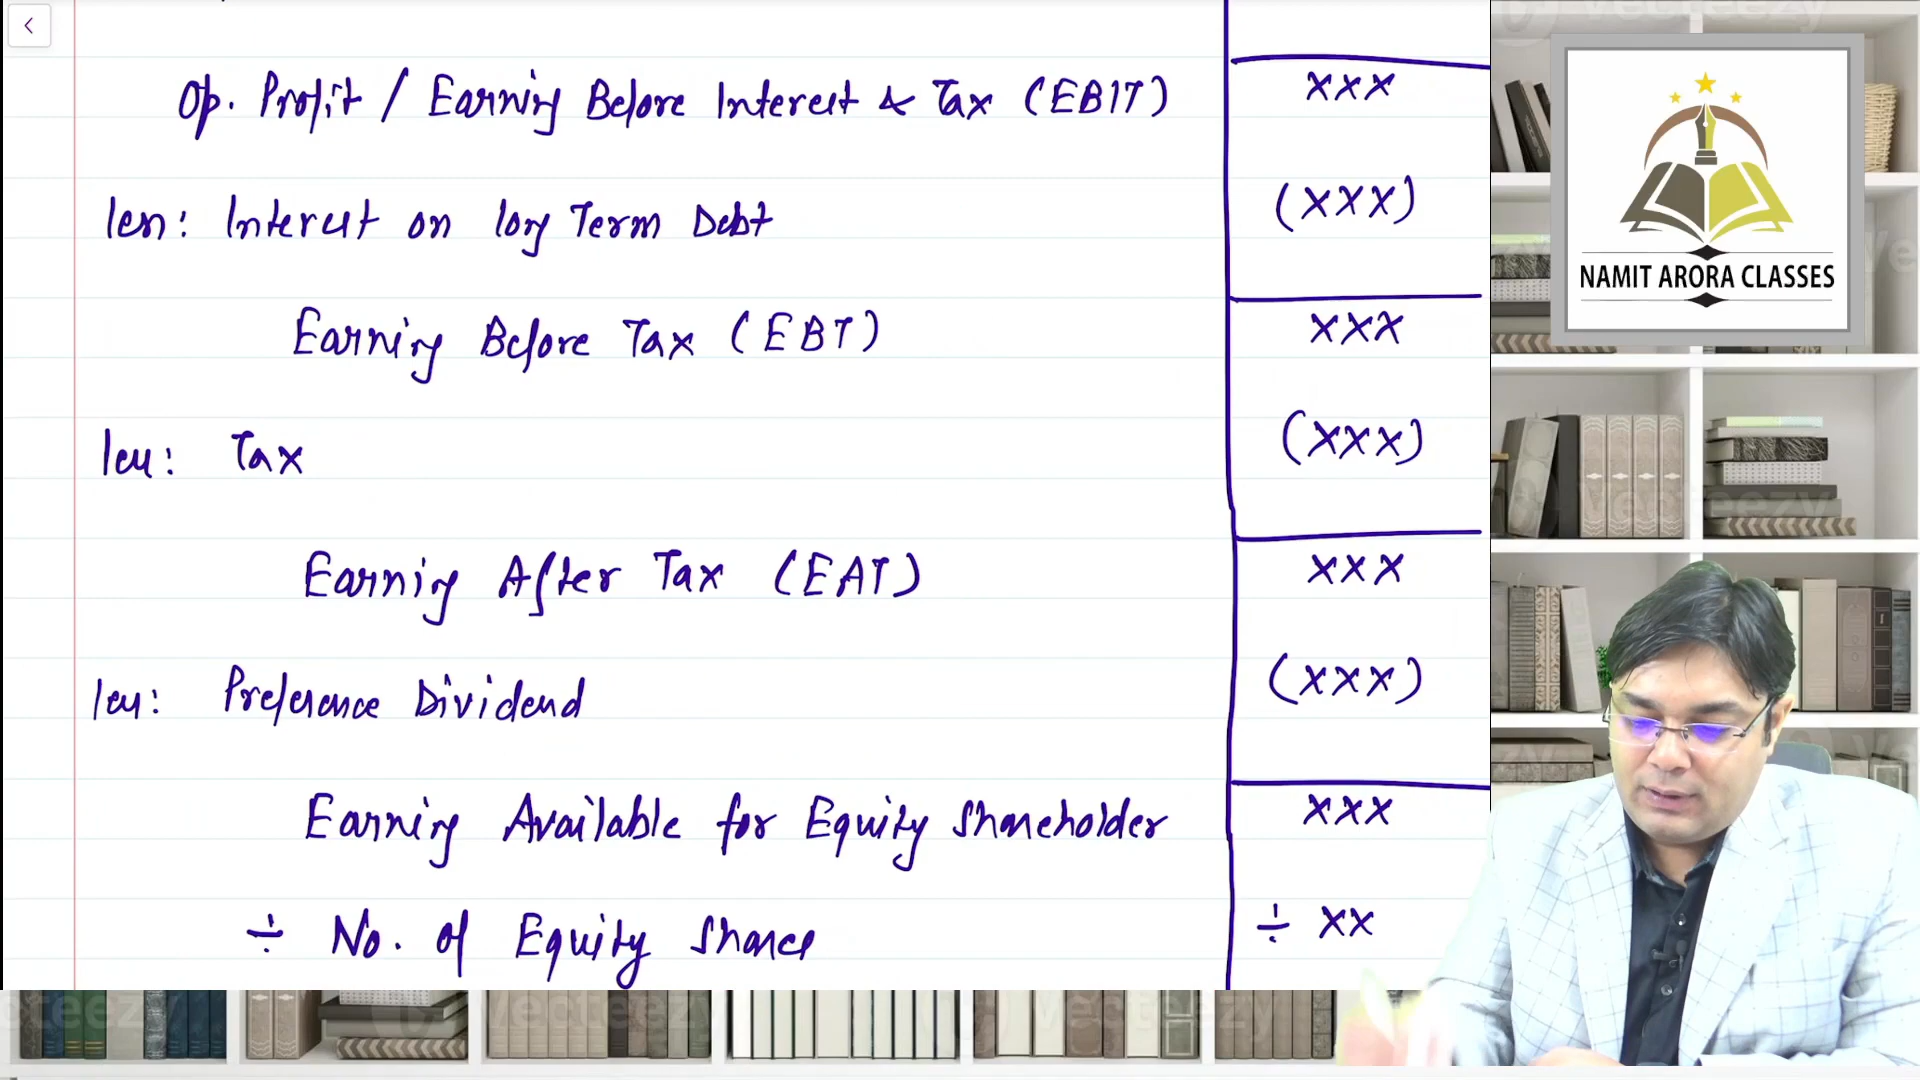 Op. Profit / Earning Before Interest & Tax (EBIT) xxx
less: Interest on long Term Debt (xxx)
Earning Before Tax (EBT) xxx
less: Tax (xxx)
Earning After Tax (EAT) xxx
less: Preference Dividend (xxx)
Earning Available for Equity Shareholder xxx
÷ No. of Equity Shares ÷ xx
NAMIT ARORA CLASSES
vecteezy